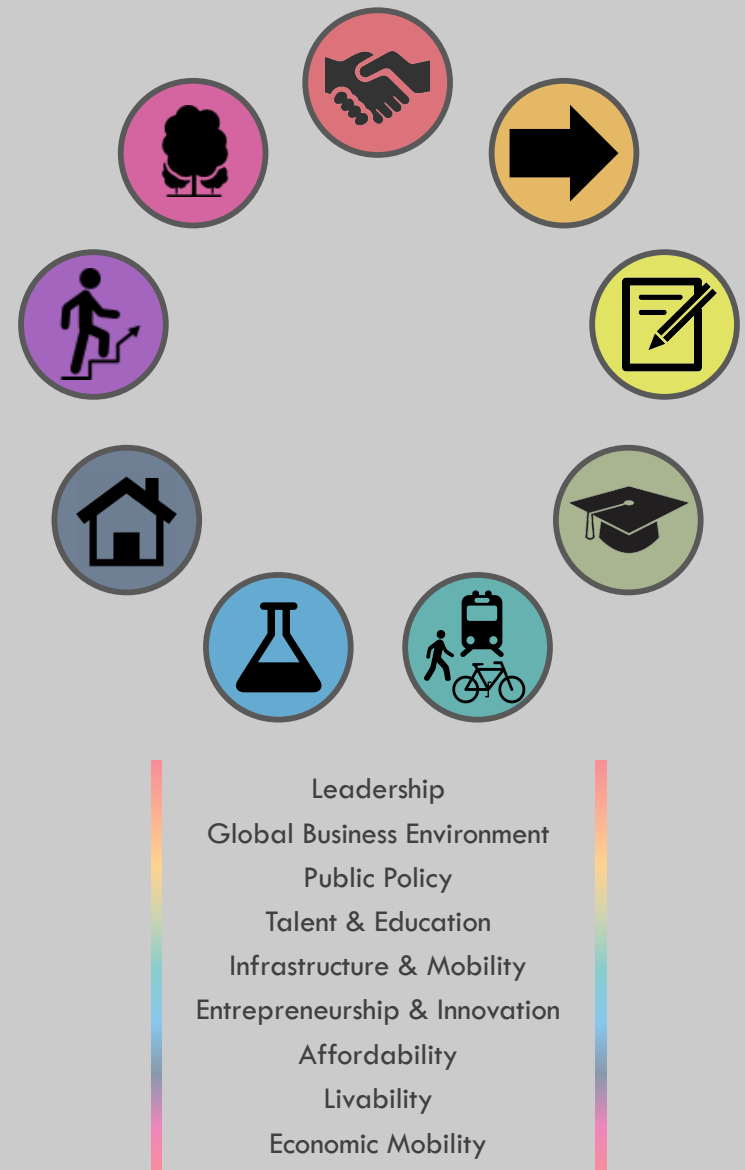 Leadership
Global Business Environment
Public Policy
Talent & Education
Infrastructure & Mobility
Entrepreneurship & Innovation
Affordability
Livability
Economic Mobility